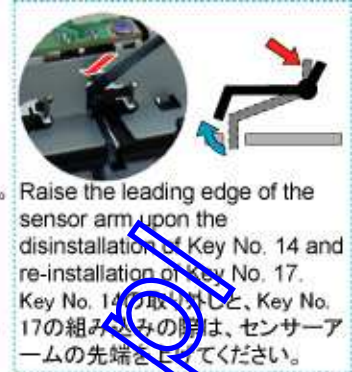 Raise the leading edge of the
sensor arm upon the
disinstallation of Key No. 14 and
re-installation of Key No. 17.
Key No. 14の取り外しと、Key No.
17の組み込みの際は、センサーア
ームの先端を上げてください。